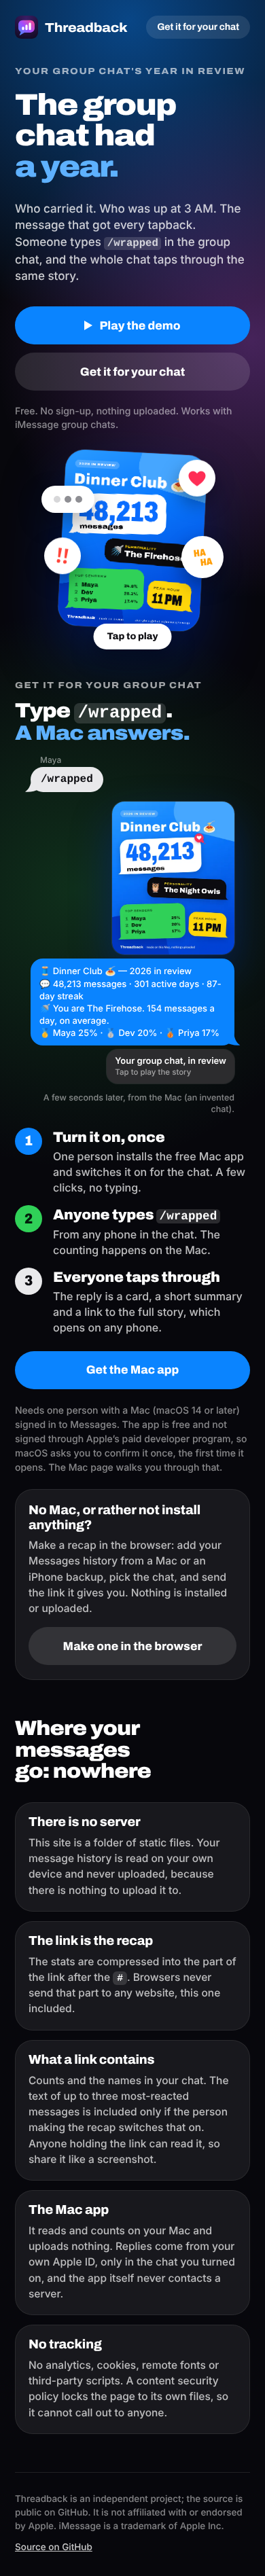 Threadback
Get it for your chat
YOUR GROUP CHAT'S YEAR IN REVIEW
The group
chat had
a year.
Who carried it. Who was up at 3 AM. The
message that got every tapback.
Someone types /wrapped in the group
chat, and the whole chat taps through the
same story.
Play the demo
Get it for your chat
Free. No sign-up, nothing uploaded. Works with
iMessage group chats.
Dinner Club
48,213
messages
PERSONALITY
The Firehose
Maya
Dev
Priya
11 PM
Threadback
!!
HA
HA
Tap to play
GET IT FOR YOUR GROUP CHAT
Type /wrapped.
A Mac answers.
Maya
/wrapped
Dinner Club 🍝
48,213
messages
PERSONALITY
The Night Owls
Maya
Dev
Priya
11 PM
Threadback
⏳ Dinner Club 🍝 — 2026 in review
💬 48,213 messages · 301 active days · 87-
day streak
🚿 You are The Firehose. 154 messages a
day, on average.
🥇 Maya 25% · 🥈 Dev 20% · 🥉 Priya 17%
Your group chat, in review
Tap to play the story
A few seconds later, from the Mac (an invented
chat).
1
Turn it on, once
One person installs the free Mac app
and switches it on for the chat. A few
clicks, no typing.
2
Anyone types /wrapped
From any phone in the chat. The
counting happens on the Mac.
3
Everyone taps through
The reply is a card, a short summary
and a link to the full story, which
opens on any phone.
Get the Mac app
Needs one person with a Mac (macOS 14 or later)
signed in to Messages. The app is free and not
signed through Apple's paid developer program, so
macOS asks you to confirm it once, the first time it
opens. The Mac page walks you through that.
No Mac, or rather not install
anything?
Make a recap in the browser: add your
Messages history from a Mac or an
iPhone backup, pick the chat, and send
the link it gives you. Nothing is installed
or uploaded.
Make one in the browser
Where your
messages
go: nowhere
There is no server
This site is a folder of static files. Your
message history is read on your own
device and never uploaded, because
there is nothing to upload it to.
The link is the recap
The stats are compressed into the part of
the link after the #. Browsers never
send that part to any website, this one
included.
What a link contains
Counts and the names in your chat. The
text of up to three most-reacted
messages is included only if the person
making the recap switches that on.
Anyone holding the link can read it, so
share it like a screenshot.
The Mac app
It reads and counts on your Mac and
uploads nothing. Replies come from your
own Apple ID, only in the chat you turned
on, and the app itself never contacts a
server.
No tracking
No analytics, cookies, remote fonts or
third-party scripts. A content security
policy locks the page to its own files, so
it cannot call out to anyone.
Threadback is an independent project; the source is
public on GitHub. It is not affiliated with or endorsed
by Apple. iMessage is a trademark of Apple Inc.
Source on GitHub